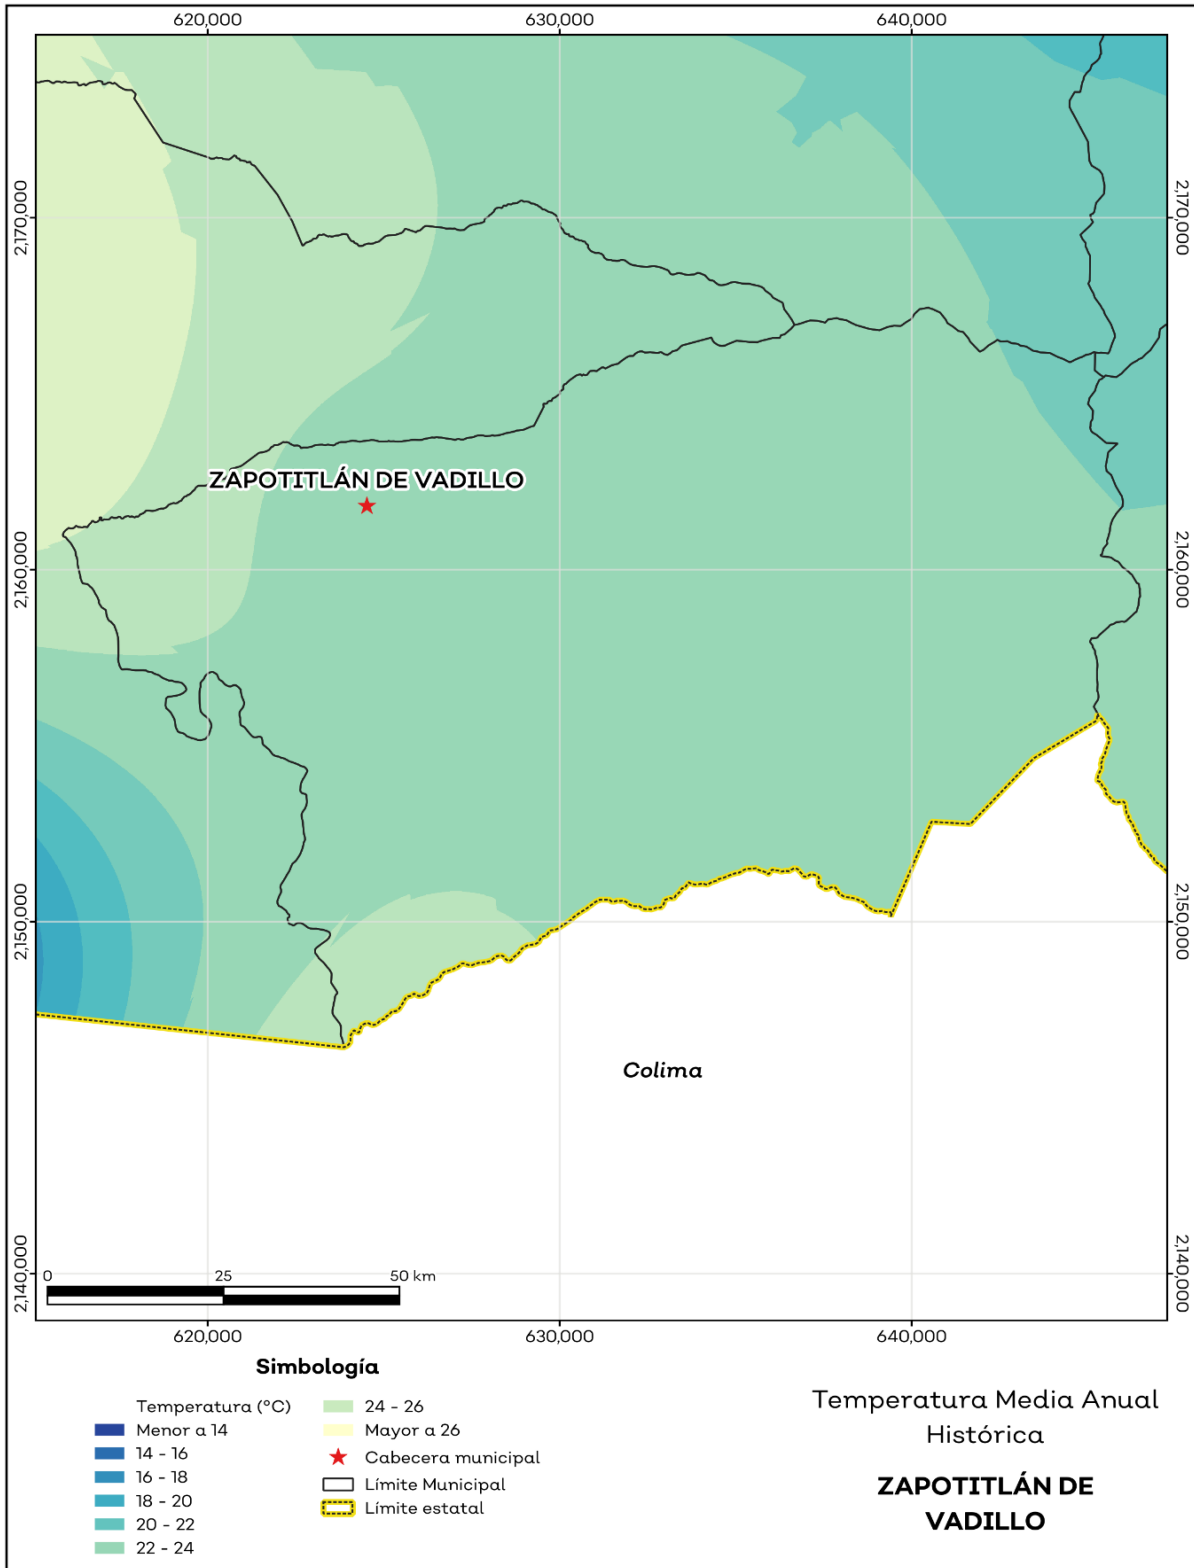 620,000
630,000
640,000
2,170,000
2,170,000
ZAPOTITLÁN DE VADILLO
2,160,000
2,160,000
2,150,000
2,150,000
Colima
2,140,000
2,140,000
0
25
50 km
620,000
630,000
640,000
Simbología
Temperatura (°C)
Menor a 14
14 - 16
16 - 18
18 - 20
20 - 22
22 - 24
24 - 26
Mayor a 26
Cabecera municipal
Límite Municipal
Límite estatal
Temperatura Media Anual
Histórica
ZAPOTITLÁN DE
VADILLO